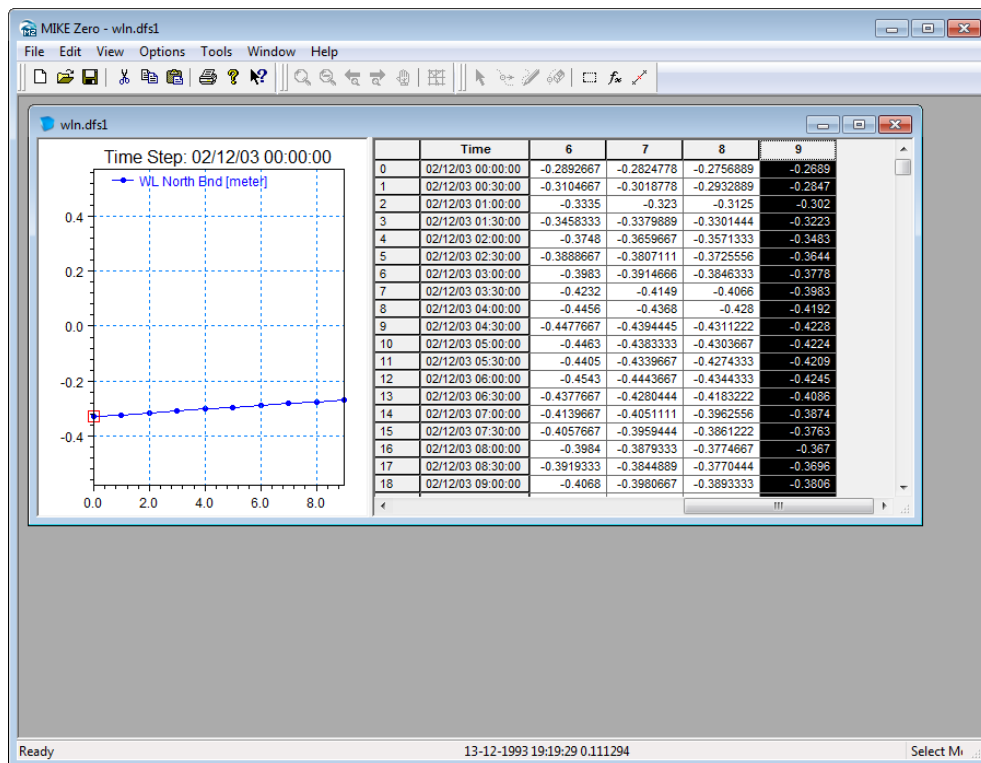 MIKE Zero - wln.dfs1
File Edit View Options Tools Window Help
wln.dfs1
Time Step: 02/12/03 00:00:00
WL North End [meter]
0.4
0.2
0.0
-0.2
-0.4
0.0 2.0 4.0 6.0 8.0
Time 6 7 8 9
0 02/12/03 00:00:00 -0.2892667 -0.2824778 -0.2756889 -0.2689
1 02/12/03 00:30:00 -0.3104667 -0.3018778 -0.2932889 -0.2847
2 02/12/03 01:00:00 -0.3335 -0.323 -0.3125 -0.302
3 02/12/03 01:30:00 -0.3458333 -0.3379889 -0.3301444 -0.3223
4 02/12/03 02:00:00 -0.3748 -0.3659667 -0.3571333 -0.3483
5 02/12/03 02:30:00 -0.3888667 -0.3807111 -0.3725556 -0.3644
6 02/12/03 03:00:00 -0.3983 -0.3914666 -0.3846333 -0.3778
7 02/12/03 03:30:00 -0.4232 -0.4149 -0.4066 -0.3983
8 02/12/03 04:00:00 -0.4456 -0.4368 -0.428 -0.4192
9 02/12/03 04:30:00 -0.4477667 -0.4394445 -0.4311222 -0.4228
10 02/12/03 05:00:00 -0.4463 -0.4383333 -0.4303667 -0.4224
11 02/12/03 05:30:00 -0.4405 -0.4339667 -0.4274333 -0.4209
12 02/12/03 06:00:00 -0.4543 -0.4443667 -0.4344333 -0.4245
13 02/12/03 06:30:00 -0.4377667 -0.4280444 -0.4183222 -0.4086
14 02/12/03 07:00:00 -0.4139667 -0.4051111 -0.3962556 -0.3874
15 02/12/03 07:30:00 -0.4057667 -0.3959444 -0.3861222 -0.3763
16 02/12/03 08:00:00 -0.3984 -0.3879333 -0.3774667 -0.367
17 02/12/03 08:30:00 -0.3919333 -0.3844889 -0.3770444 -0.3696
18 02/12/03 09:00:00 -0.4068 -0.3980667 -0.3893333 -0.3806
Ready 13-12-1993 19:19:29 0.111294 Select M